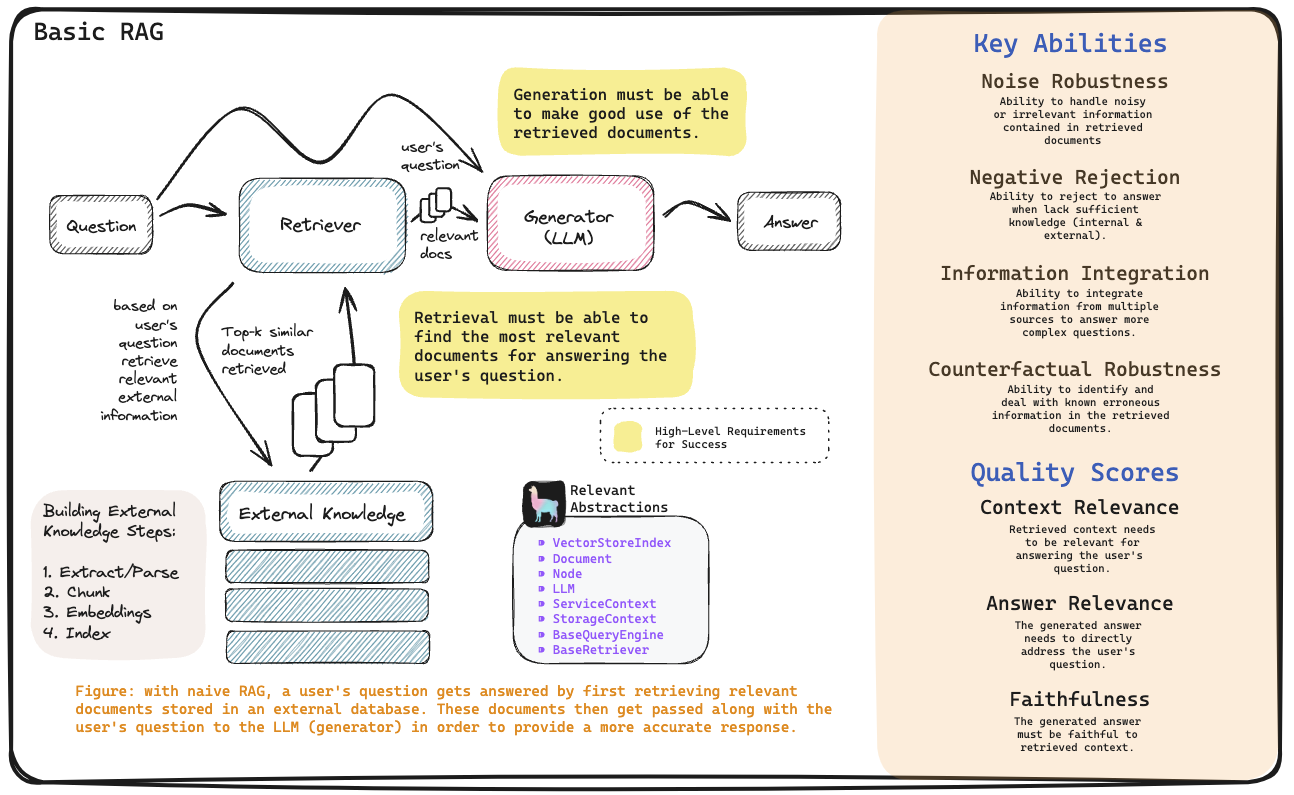 Basic RAG
Generation must be able
to make good use of the
retrieved documents.
user's
question
Question
Retriever
relevant
docs
Generator
(LLM)
Answer
based on
user's
question
retrieve
relevant
external
information
Top-k similar
documents
retrieved
Retrieval must be able to
find the most relevant
documents for answering the
user's question.
High-Level Requirements
for Success
Building External
Knowledge Steps:
1. Extract/Parse
2. Chunk
3. Embeddings
4. Index
External Knowledge
Relevant
Abstractions
VectorStoreIndex
Document
Node
LLM
ServiceContext
StorageContext
BaseQueryEngine
BaseRetriever
Figure: with naive RAG, a user's question gets answered by first retrieving relevant
documents stored in an external database. These documents then get passed along with the
user's question to the LLM (generator) in order to provide a more accurate response.
Key Abilities
Noise Robustness
Ability to handle noisy
or irrelevant information
contained in retrieved
documents
Negative Rejection
Ability to reject to answer
when lack sufficient
knowledge (internal &
external).
Information Integration
Ability to integrate
information from multiple
sources to answer more
complex questions.
Counterfactual Robustness
Ability to identify and
deal with known erroneous
information in the retrieved
documents.
Quality Scores
Context Relevance
Retrieved context needs
to be relevant for
answering the user's
question.
Answer Relevance
The generated answer
needs to directly
address the user's
question.
Faithfulness
The generated answer
must be faithful to
retrieved context.